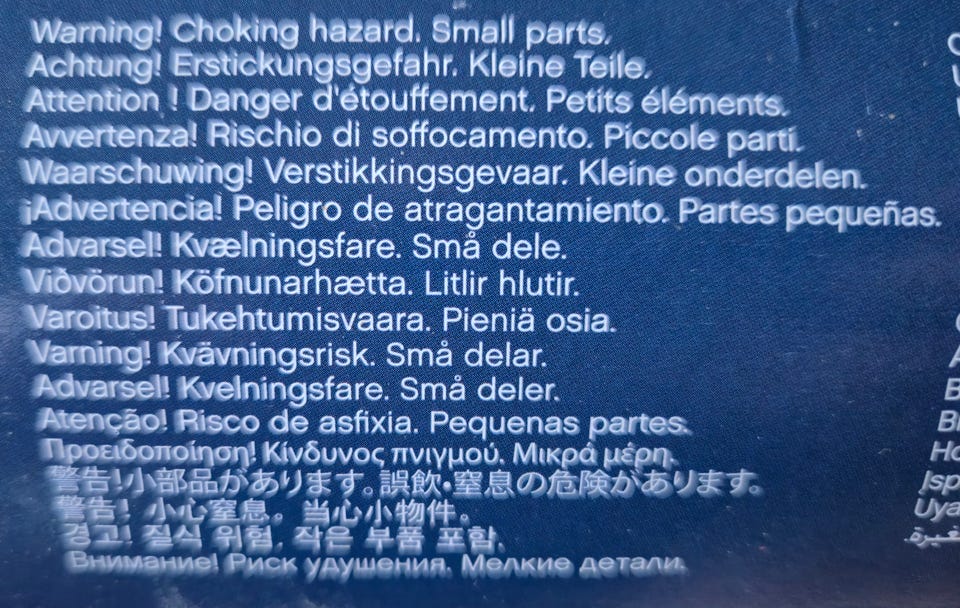 Warning! Choking hazard. Small parts.
Achtung! Erstickungsgefahr. Kleine Teile.
Attention ! Danger d'étouffement. Petits éléments.
Avvertenza! Rischio di soffocamento. Piccole parti.
Waarschuwing! Verstikkingsgevaar. Kleine onderdelen.
¡Advertencia! Peligro de atragantamiento. Partes pequeñas.
Advarsel! Kvælningsfare. Små dele.
Viðvörun! Köfnunarhætta. Litlir hlutir.
Varoitus! Tukehtumisvaara. Pieniä osia.
Varning! Kvävningsrisk. Små delar.
Advarsel! Kvelningsfare. Små deler.
Atenção! Risco de asfixia. Pequenas partes.
Προειδοποίηση! Κίνδυνος πνιγμού. Μικρά μέρη.
警告!小部品があります。誤飲・窒息の危険があります。
警告! 小心窒息。当心小物件。
경고! 질식 위험. 작은 부품 포함.
Внимание! Риск удушения. Мелкие детали.